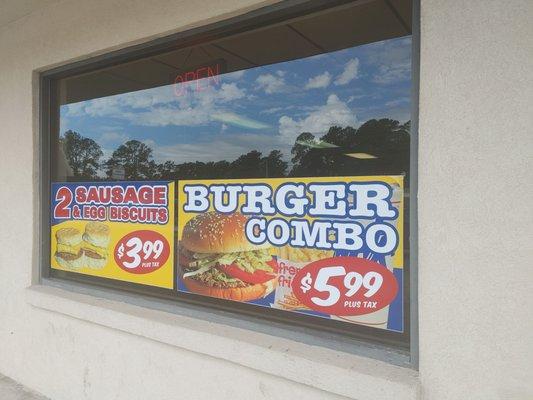 OPEN
2 SAUSAGE
& EGG BISCUITS
$3.99
PLUS TAX
BURGER
COMBO
$5.99
PLUS TAX